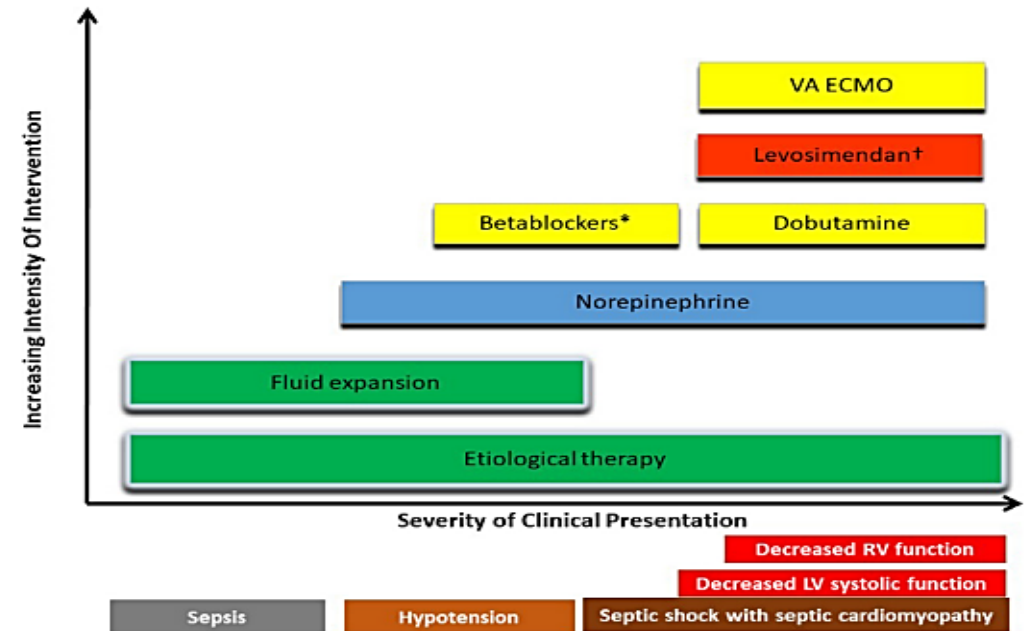 Increasing Intensity Of Intervention
VA ECMO
Levosimendan†
Betablockers*
Dobutamine
Norepinephrine
Fluid expansion
Etiological therapy
Severity of Clinical Presentation
Decreased RV function
Decreased LV systolic function
Sepsis
Hypotension
Septic shock with septic cardiomyopathy